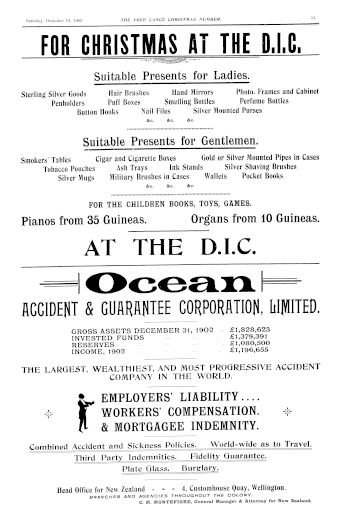 Saturday, December 19, 1903. THE FREE LANCE CHRISTMAS NUMBER. 11
FOR CHRISTMAS AT THE D.I.C.
Suitable Presents for Ladies.
Sterling Silver Goods Hair Brushes Hand Mirrors Photo. Frames and Cabinet
Penholders Puff Boxes Smelling Bottles Perfume Bottles
Button Hooks Nail Files Silver Mounted Purses
&c. &c. &c.
Suitable Presents for Gentlemen.
Smokers' Tables Cigar and Cigarette Boxes Gold or Silver Mounted Pipes in Cases
Tobacco Pouches Ash Trays Ink Stands Silver Shaving Brushes
Silver Mugs Military Brushes in Cases Wallets Pocket Books
&c. &c. &c.
FOR THE CHILDREN BOOKS, TOYS, GAMES.
Pianos from 35 Guineas. Organs from 10 Guineas.
AT THE D.I.C.
Ocean
ACCIDENT & GUARANTEE CORPORATION, LIMITED.
GROSS ASSETS DECEMBER 31, 1902 .. £1,828,623
INVESTED FUNDS .. £1,379,391
RESERVES .. £1,080,500
INCOME, 1902 .. £1,196,655
THE LARGEST, WEALTHIEST, AND MOST PROGRESSIVE ACCIDENT
COMPANY IN THE WORLD.
EMPLOYERS' LIABILITY....
WORKERS' COMPENSATION.
& MORTGAGEE INDEMNITY.
Combined Accident and Sickness Policies. World-wide as to Travel.
Third Party Indemnities. Fidelity Guarantee.
Plate Glass. Burglary.
Head Office for New Zealand - - - 4, Customhouse Quay, Wellington.
BRANCHES AND AGENCIES THROUGHOUT THE COLONY.
C. M. MONTEFIORE, General Manager & Attorney for New Zealand.